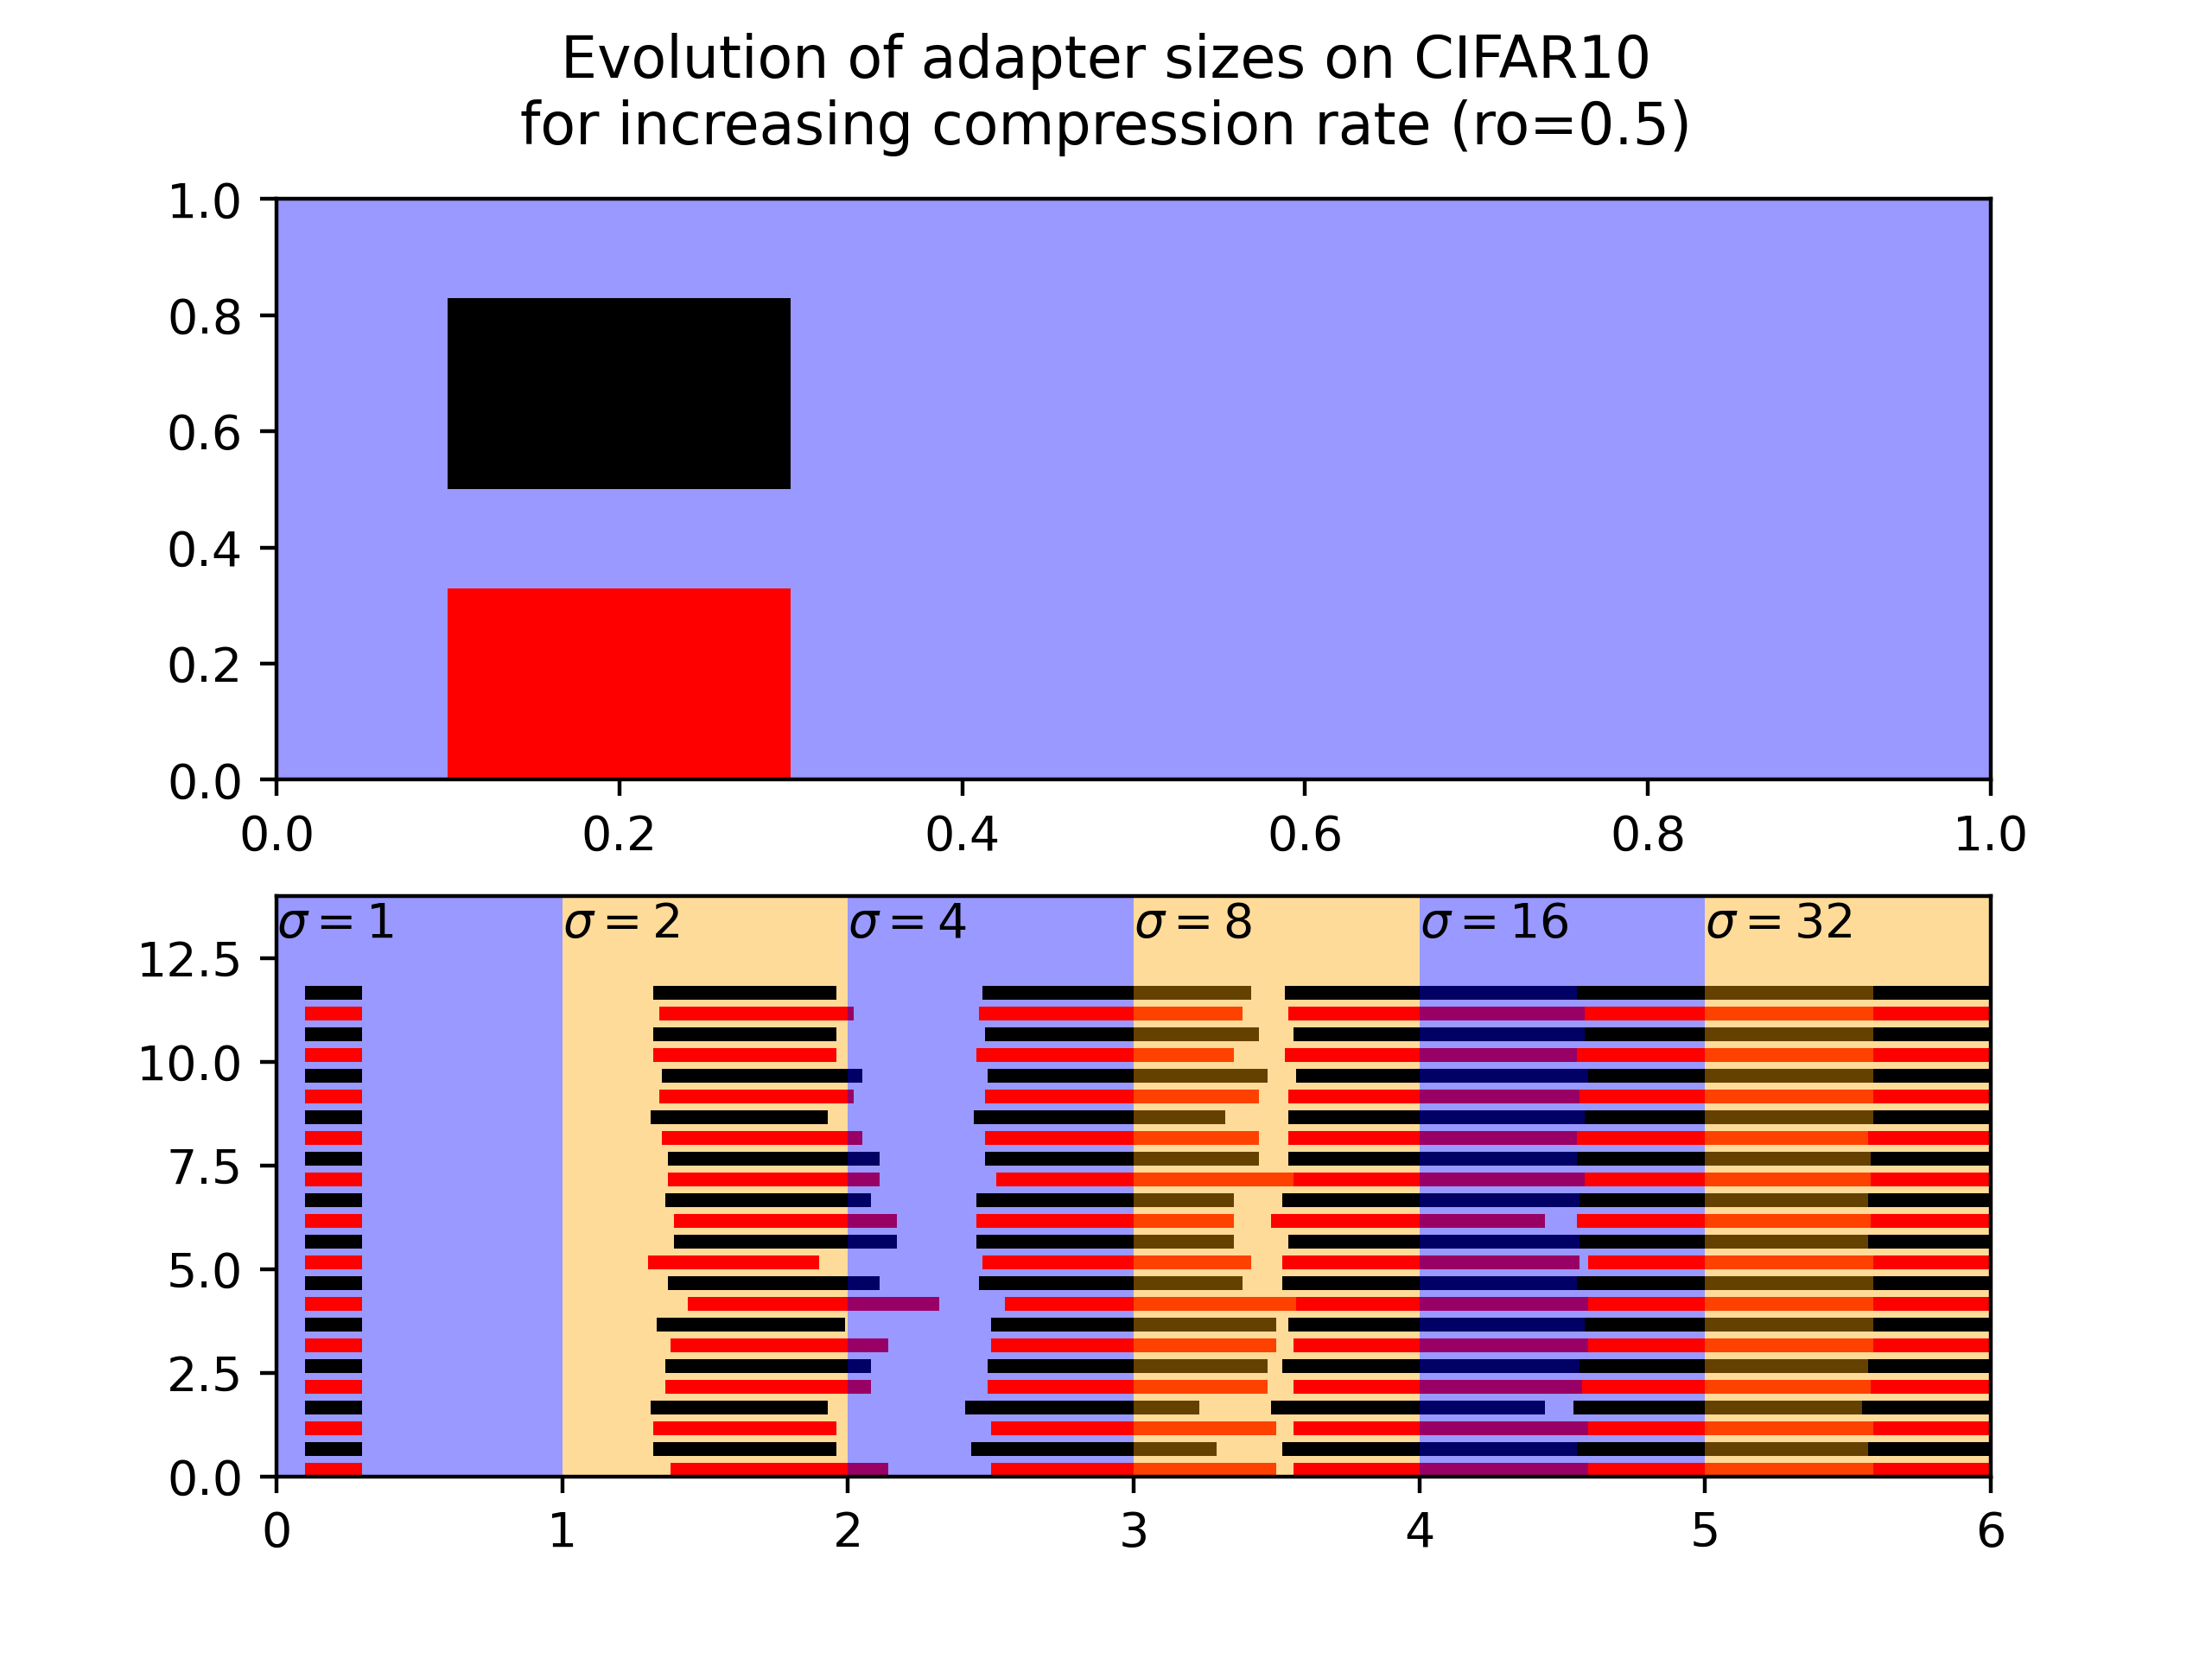 Evolution of adapter sizes on CIFAR10
for increasing compression rate (ro=0.5)
1.0
0.8
0.6
0.4
0.2
0.0
0.0 0.2 0.4 0.6 0.8 1.0
σ = 1 σ = 2 σ = 4 σ = 8 σ = 16 σ = 32
12.5
10.0
7.5
5.0
2.5
0.0
0 1 2 3 4 5 6